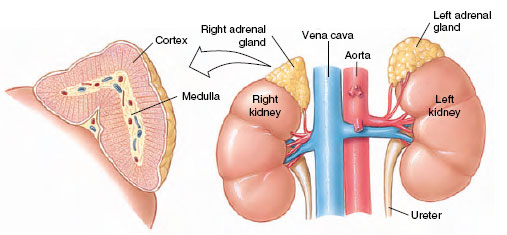 Cortex
Medulla
Right adrenal
gland
Vena cava
Aorta
Left adrenal
gland
Right
kidney
Left
kidney
Ureter